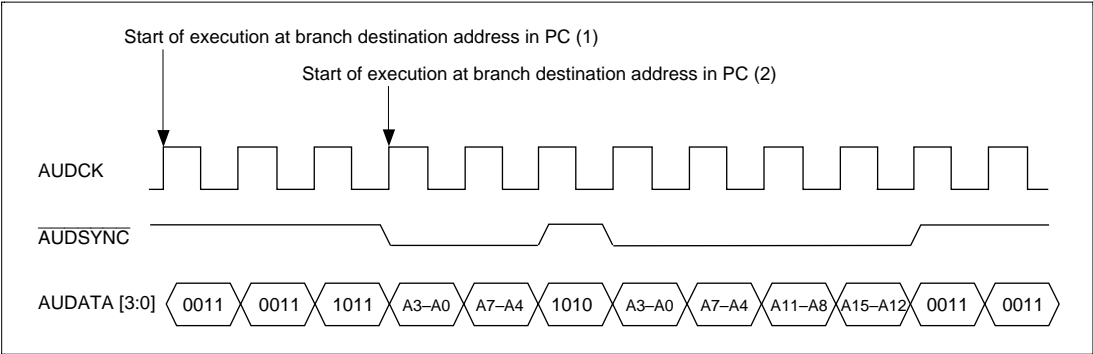 Start of execution at branch destination address in PC (1)
Start of execution at branch destination address in PC (2)
AUDCK
AUDSYNC
AUDATA [3:0] 0011 0011 1011 A3–A0 A7–A4 1010 A3–A0 A7–A4 A11–A8 A15–A12 0011 0011